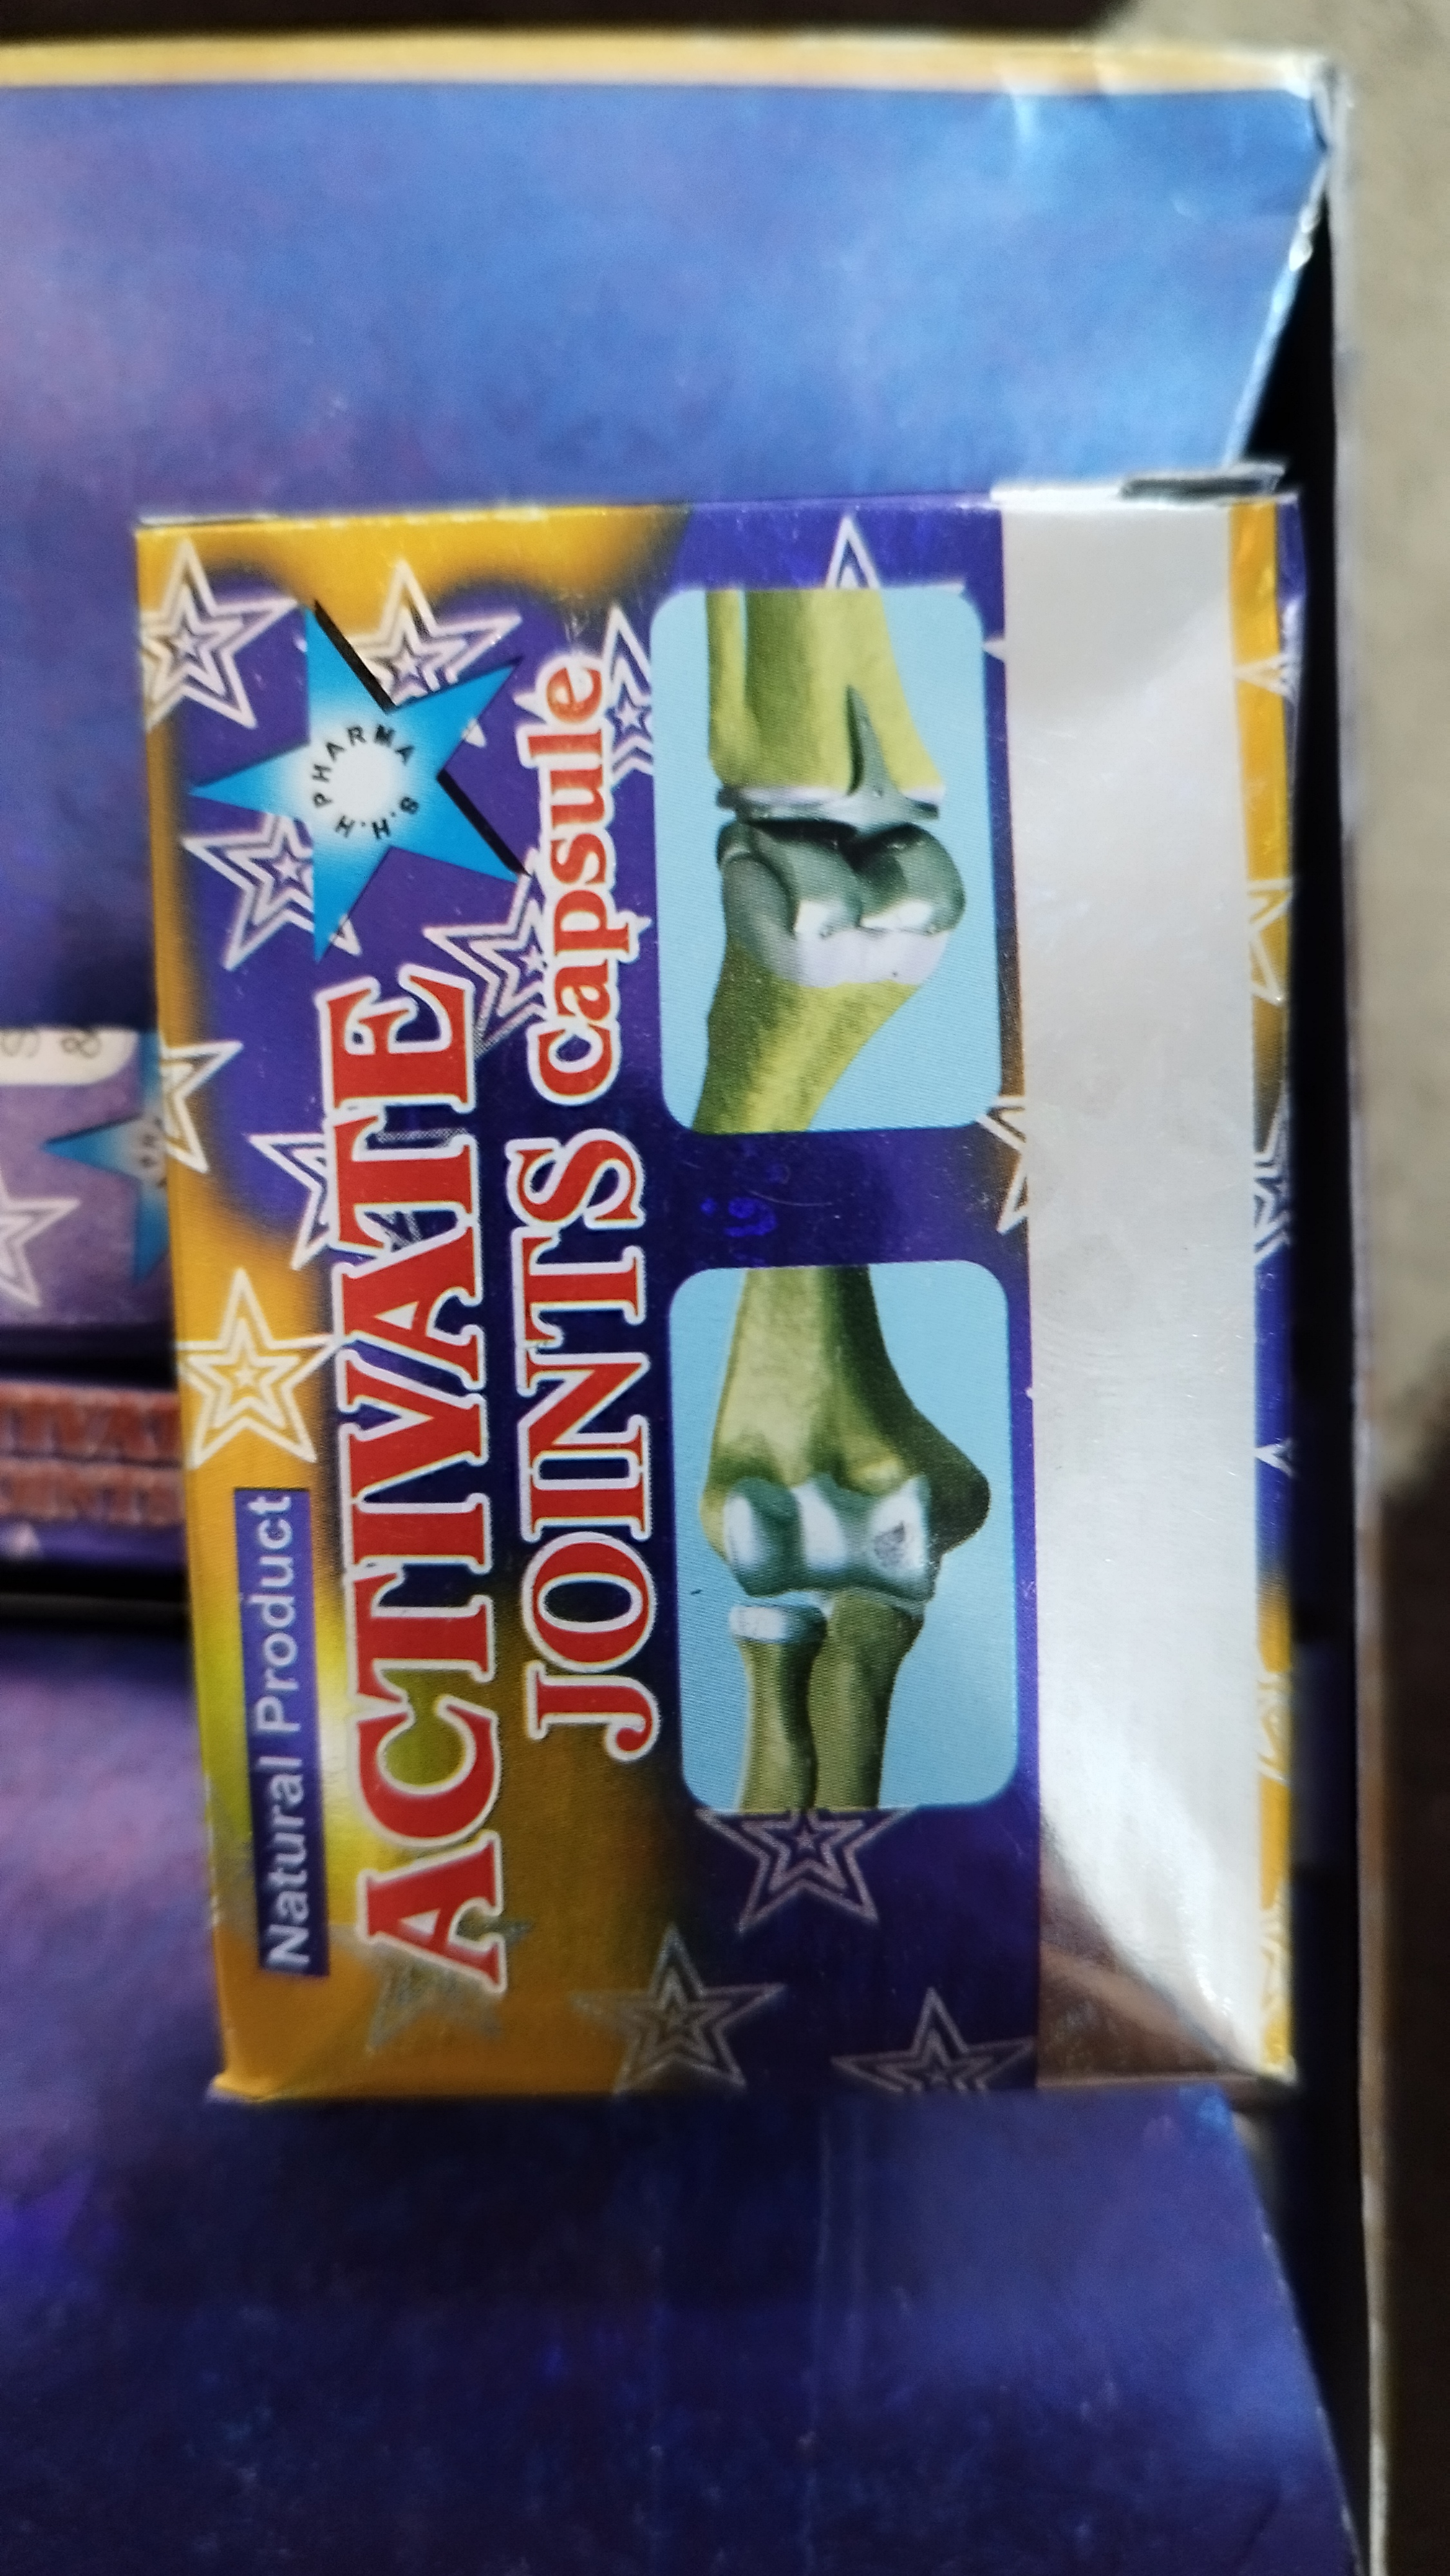 Natural Product
ACTIVATE
JOINTS capsule
S.H.H PHARMA